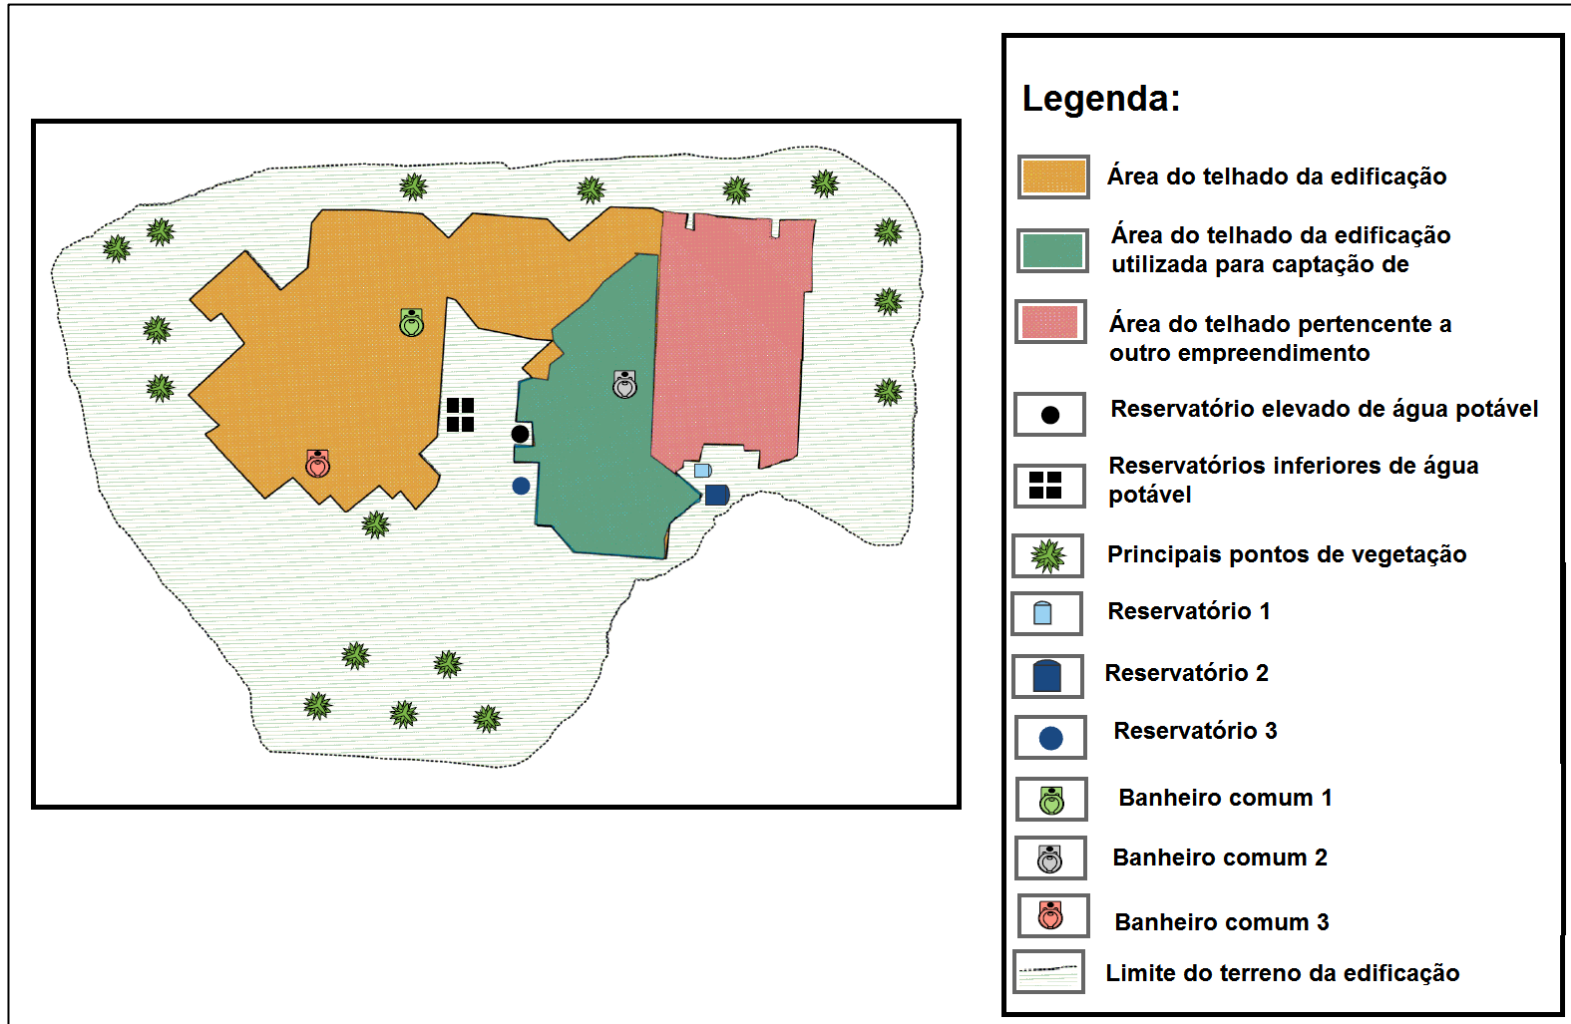 Legenda:
Área do telhado da edificação
Área do telhado da edificação
utilizada para captação de
Área do telhado pertencente a
outro empreendimento
Reservatório elevado de água potável
Reservatórios inferiores de água
potável
Principais pontos de vegetação
Reservatório 1
Reservatório 2
Reservatório 3
Banheiro comum 1
Banheiro comum 2
Banheiro comum 3
Limite do terreno da edificação